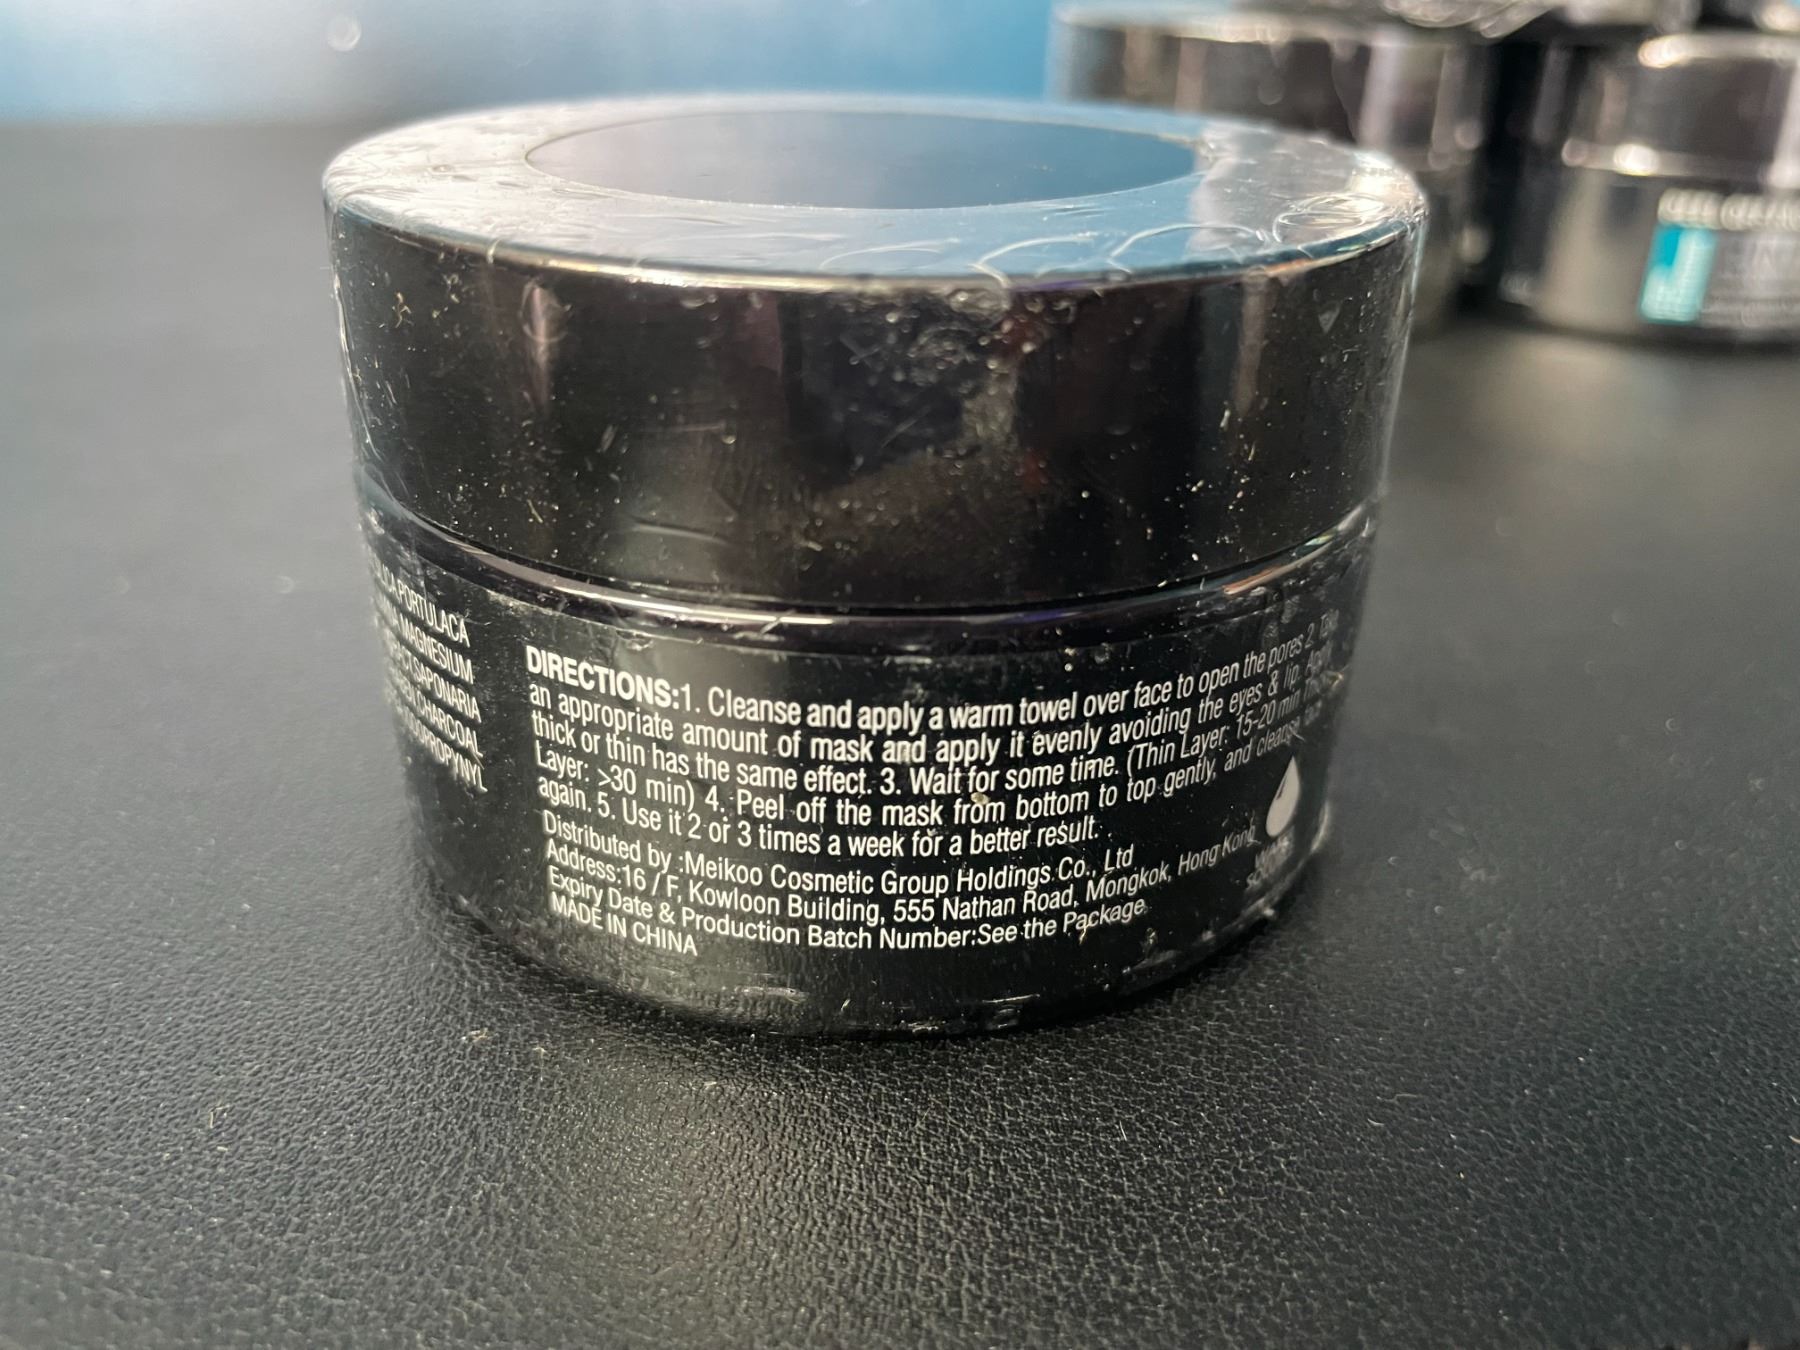 PORTULACA
MAGNESIUM
SAPONARIA
CHARCOAL
DIRECTIONS:1. Cleanse and apply a warm towel over face to open the pores 2.
an appropriate amount of mask and apply it evenly avoiding the eyes & lip.
thick or thin has the same effect. 3. Wait for some time. (Thin Layer: 15-20 min
Layer: >30 min) 4. Peel off the mask from bottom to top gently, and cleanse
again. 5. Use it 2 or 3 times a week for a better result.
Distributed by :Meikoo Cosmetic Group Holdings Co., Ltd
Address:16 / F, Kowloon Building, 555 Nathan Road, Mongkok, Hong Kong
Expiry Date & Production Batch Number:See the Package
MADE IN CHINA